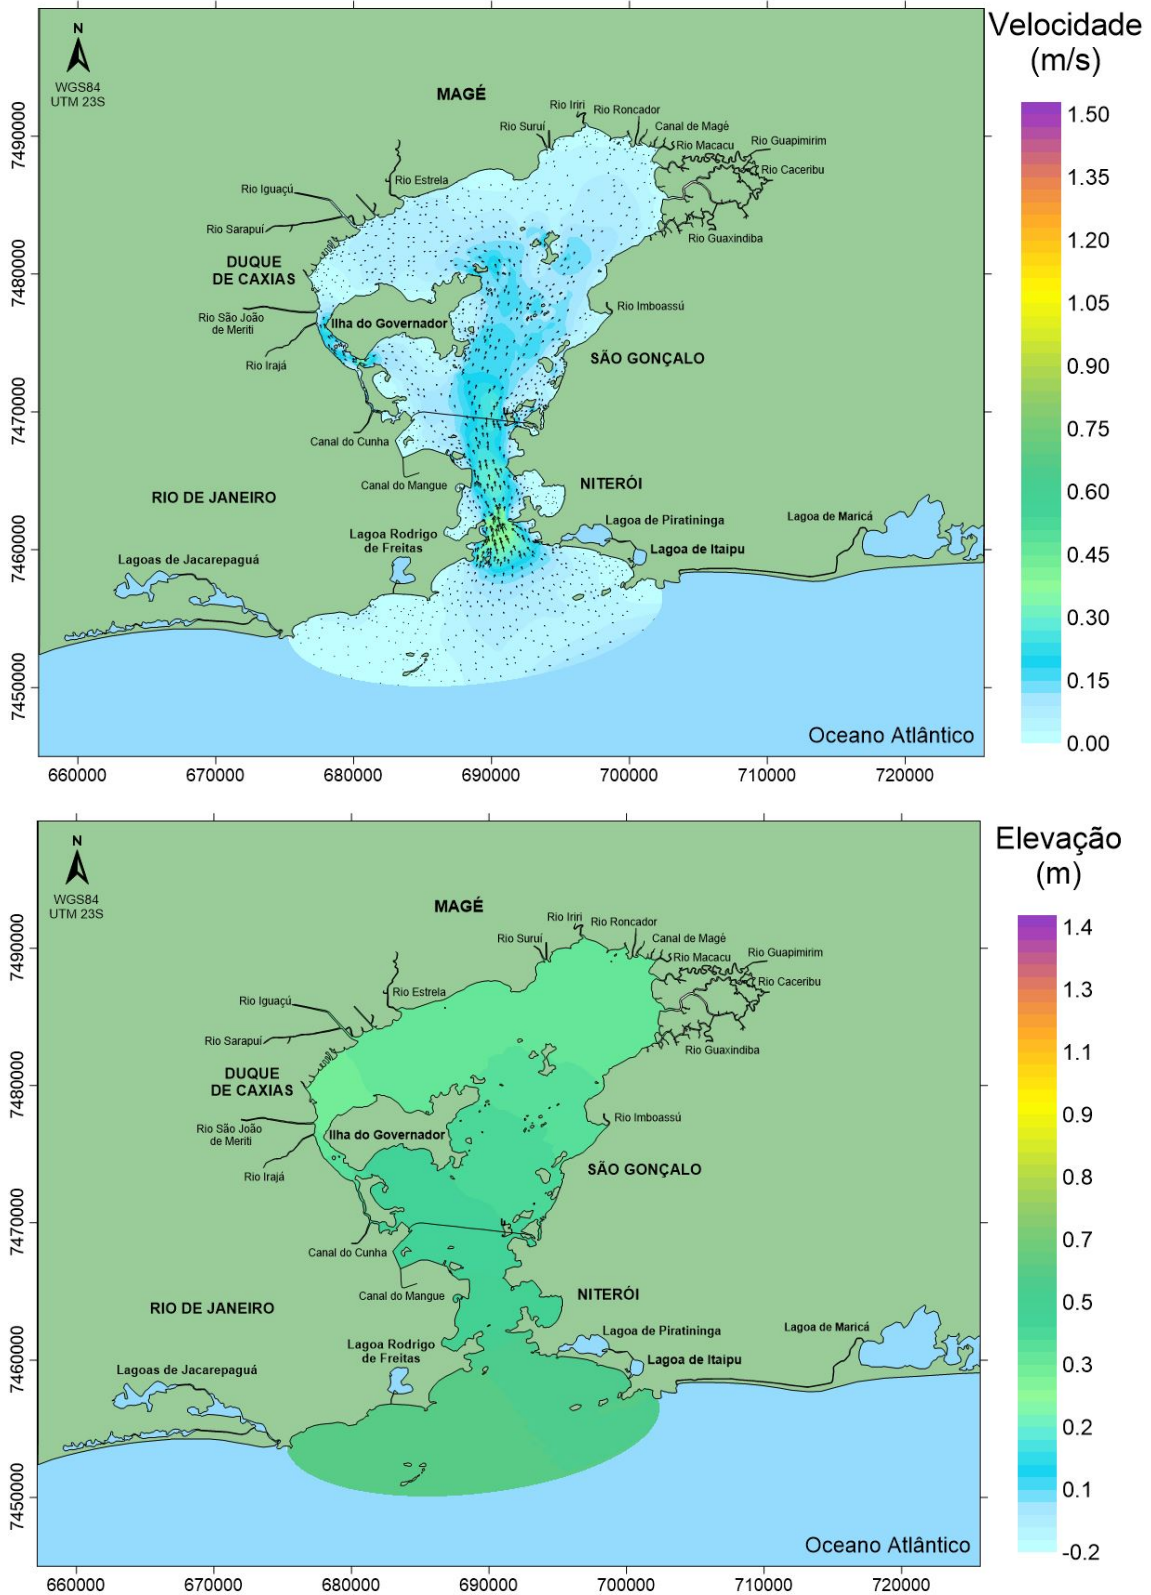 Velocidade
(m/s)
N
WGS84
UTM 23S
MAGÉ
Rio Iriri
Rio Roncador
Rio Suruí
Canal de Magé
Rio Macacu
Rio Guapimirim
Rio Caceribu
Rio Estrela
Rio Iguaçú
Rio Sarapuí
Rio Guaxindiba
DUQUE
DE CAXIAS
Rio São João
de Meriti
Ilha do Governador
Rio Imboassú
Rio Irajá
SÃO GONÇALO
Canal do Cunha
Canal do Mangue
NITERÓI
RIO DE JANEIRO
Lagoa Rodrigo
de Freitas
Lagoa de Piratininga
Lagoa de Maricá
Lagoa de Itaipu
Lagoas de Jacarepaguá
Oceano Atlântico
7490000
7480000
7470000
7460000
7450000
660000 670000 680000 690000 700000 710000 720000
1.50
1.35
1.20
1.05
0.90
0.75
0.60
0.45
0.30
0.15
0.00
Elevação
(m)
N
WGS84
UTM 23S
MAGÉ
Rio Iriri
Rio Roncador
Rio Suruí
Canal de Magé
Rio Macacu
Rio Guapimirim
Rio Caceribu
Rio Estrela
Rio Iguaçú
Rio Sarapuí
Rio Guaxindiba
DUQUE
DE CAXIAS
Rio São João
de Meriti
Ilha do Governador
Rio Imboassú
Rio Irajá
SÃO GONÇALO
Canal do Cunha
Canal do Mangue
NITERÓI
RIO DE JANEIRO
Lagoa Rodrigo
de Freitas
Lagoa de Piratininga
Lagoa de Maricá
Lagoa de Itaipu
Lagoas de Jacarepaguá
Oceano Atlântico
7490000
7480000
7470000
7460000
7450000
660000 670000 680000 690000 700000 710000 720000
1.4
1.3
1.1
0.9
0.8
0.7
0.5
0.3
0.2
0.1
-0.2